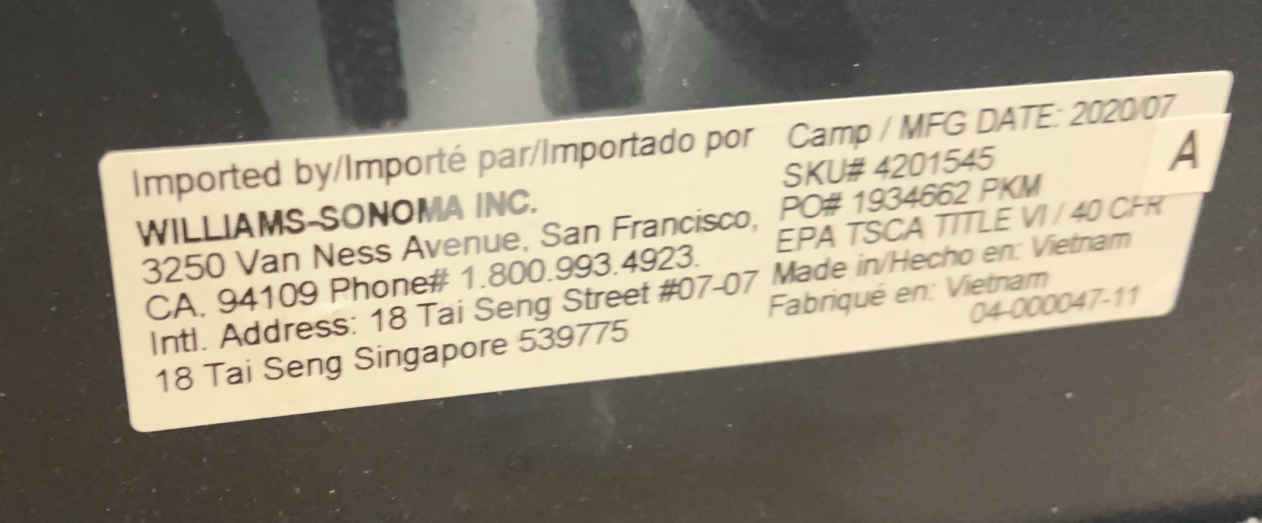 Imported by/Importé par/Importado por
WILLIAMS-SONOMA INC.
3250 Van Ness Avenue, San Francisco,
CA. 94109 Phone# 1.800.993.4923.
Intl. Address: 18 Tai Seng Street #07-07
18 Tai Seng Singapore 539775
Camp / MFG DATE: 2020/07
SKU# 4201545
PO# 1934662 PKM
EPA TSCA TITLE VI / 40 CFR
Made in/Hecho en: Vietnam
Fabriqué en: Vietnam
04-000047-11
A